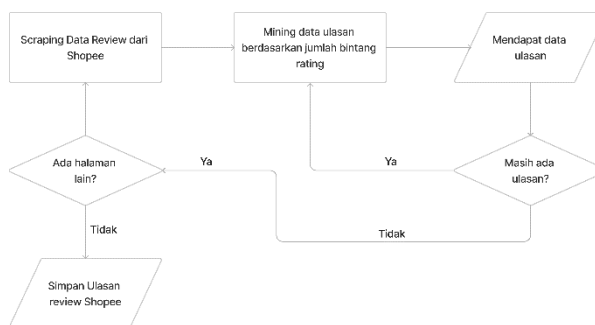 Scraping Data Review dari
Shopee
Mining data ulasan
berdasarkan jumlah bintang
rating
Mendapat data
ulasan
Ada halaman
lain?
Ya
Ya
Masih ada
ulasan?
Tidak
Tidak
Simpan Ulasan
review Shopee